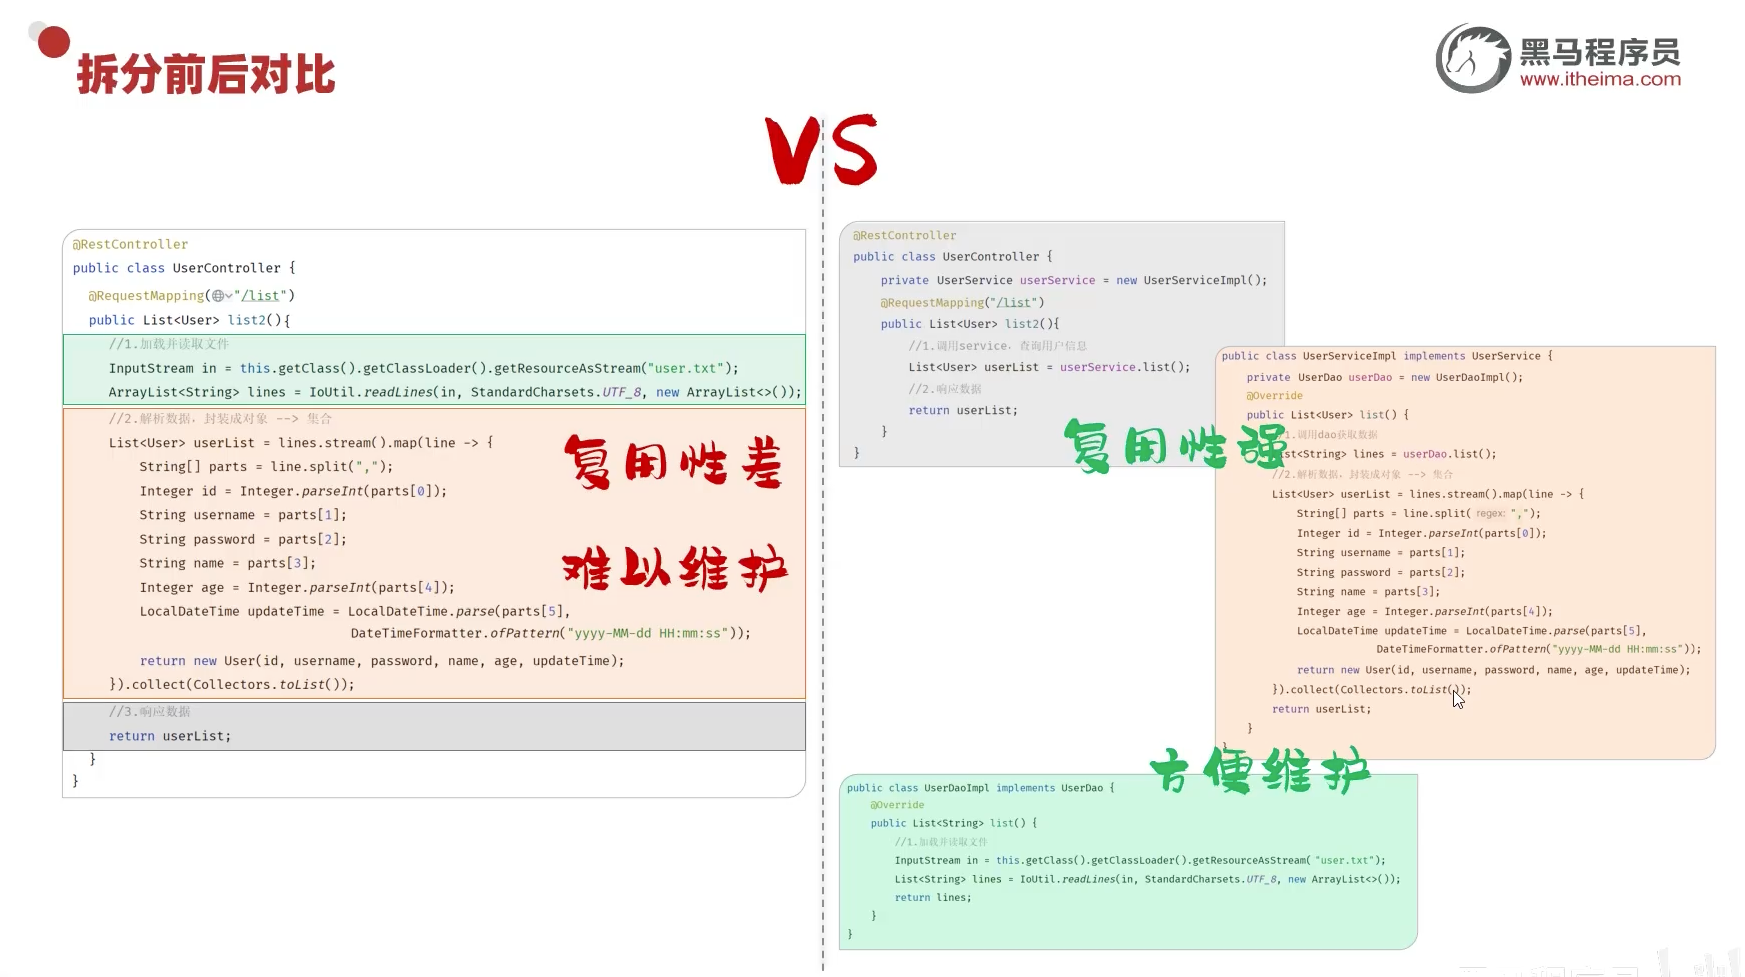 拆分前后对比
黑马程序员
www.itheima.com
VS
@RestController
public class UserController {
@RequestMapping("/list")
public List<User> list2(){
//1.加载并读取文件
InputStream in = this.getClass().getClassLoader().getResourceAsStream("user.txt");
ArrayList<String> lines = IoUtil.readLines(in, StandardCharsets.UTF_8, new ArrayList<>());
//2.解析数据，封装成对象 --> 集合
List<User> userList = lines.stream().map(line -> {
String[] parts = line.split(",");
Integer id = Integer.parseInt(parts[0]);
String username = parts[1];
String password = parts[2];
String name = parts[3];
Integer age = Integer.parseInt(parts[4]);
LocalDateTime updateTime = LocalDateTime.parse(parts[5],
DateTimeFormatter.ofPattern("yyyy-MM-dd HH:mm:ss"));
return new User(id, username, password, name, age, updateTime);
}).collect(Collectors.toList());
//3.响应数据
return userList;
}
}
复用性差
难以维护
@RestController
public class UserController {
private UserService userService = new UserServiceImpl();
@RequestMapping("/list")
public List<User> list2(){
//1.调用service，查询用户信息
List<User> userList = userService.list();
//2.响应数据
return userList;
}
}
复用性强
public class UserServiceImpl implements UserService {
private UserDao userDao = new UserDaoImpl();
@Override
public List<User> list() {
1.调用dao获取数据
List<String> lines = userDao.list();
//2.解析数据，封装成对象 --> 集合
List<User> userList = lines.stream().map(line -> {
String[] parts = line.split( regex: ",");
Integer id = Integer.parseInt(parts[0]);
String username = parts[1];
String password = parts[2];
String name = parts[3];
Integer age = Integer.parseInt(parts[4]);
LocalDateTime updateTime = LocalDateTime.parse(parts[5],
DateTimeFormatter.ofPattern("yyyy-MM-dd HH:mm:ss"));
return new User(id, username, password, name, age, updateTime);
}).collect(Collectors.toList());
return userList;
}
}
方便维护
public class UserDaoImpl implements UserDao {
@Override
public List<String> list() {
//1.加载并读取文件
InputStream in = this.getClass().getClassLoader().getResourceAsStream( "user.txt");
List<String> lines = IoUtil.readLines(in, StandardCharsets.UTF_8, new ArrayList<>());
return lines;
}
}